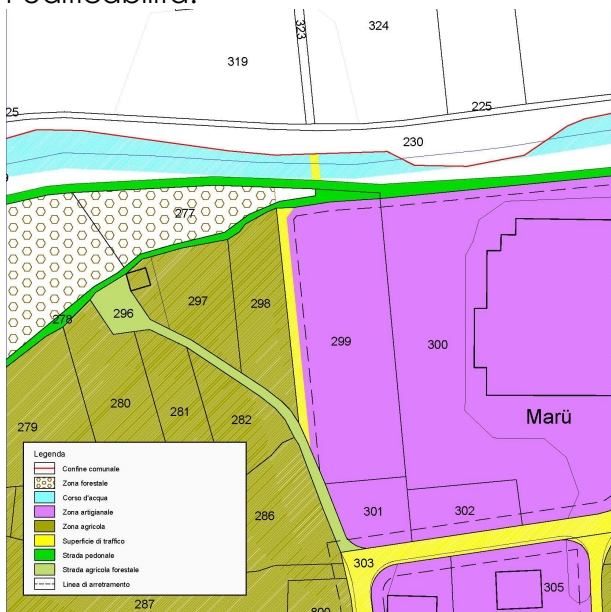 l'edificabilità.
324
323
319
225
25
230
277
297
298
296
278
299
300
280
281
282
279
Marü
Legenda
Confine comunale
Zona forestale
Corso d'acqua
Zona artigianale
Zona agricola
Superficie di traffico
Strada pedonale
Strada agricola forestale
Linea di arretramento
301
302
286
303
305
287
800